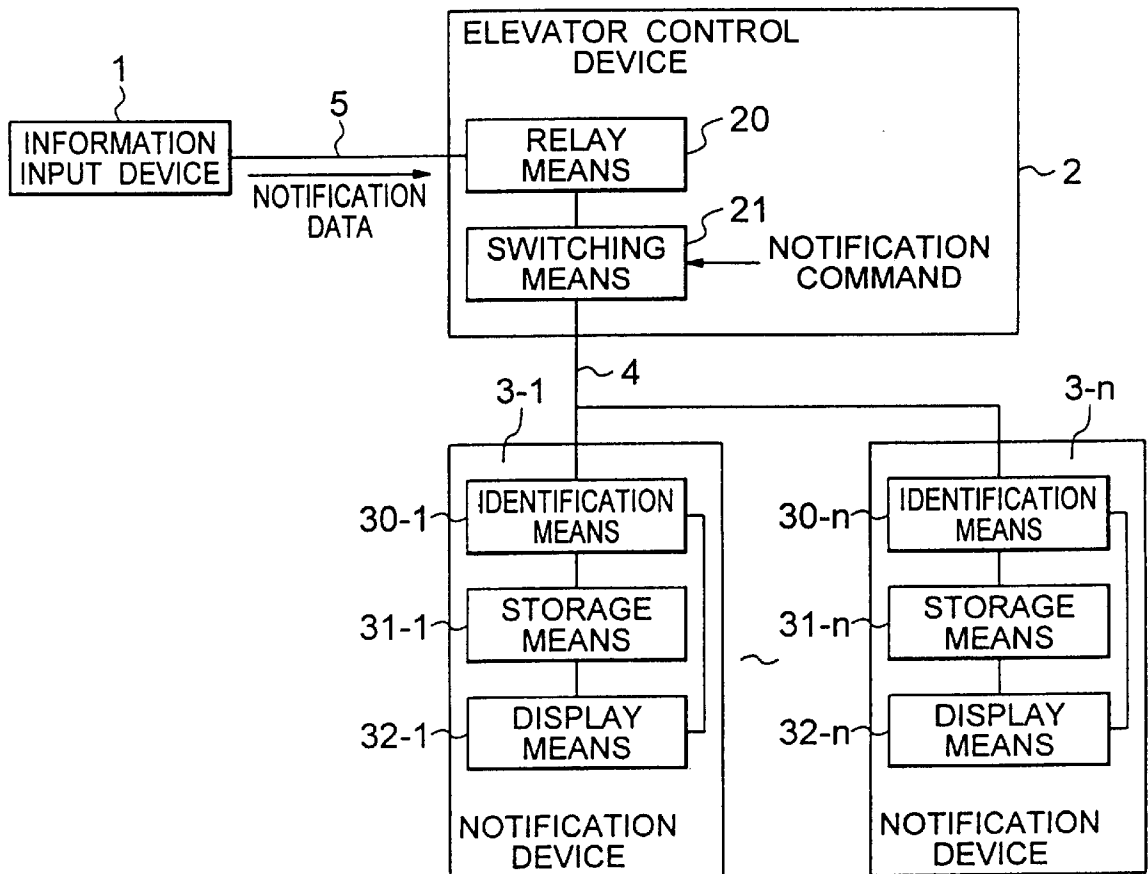 ELEVATOR CONTROL
DEVICE
1
5
20
INFORMATION
INPUT DEVICE
RELAY
MEANS
2
NOTIFICATION
DATA
21
SWITCHING
MEANS
NOTIFICATION
COMMAND
4
3-1
3-n
30-1
IDENTIFICATION
MEANS
30-n
IDENTIFICATION
MEANS
31-1
STORAGE
MEANS
31-n
STORAGE
MEANS
32-1
DISPLAY
MEANS
32-n
DISPLAY
MEANS
NOTIFICATION
DEVICE
NOTIFICATION
DEVICE